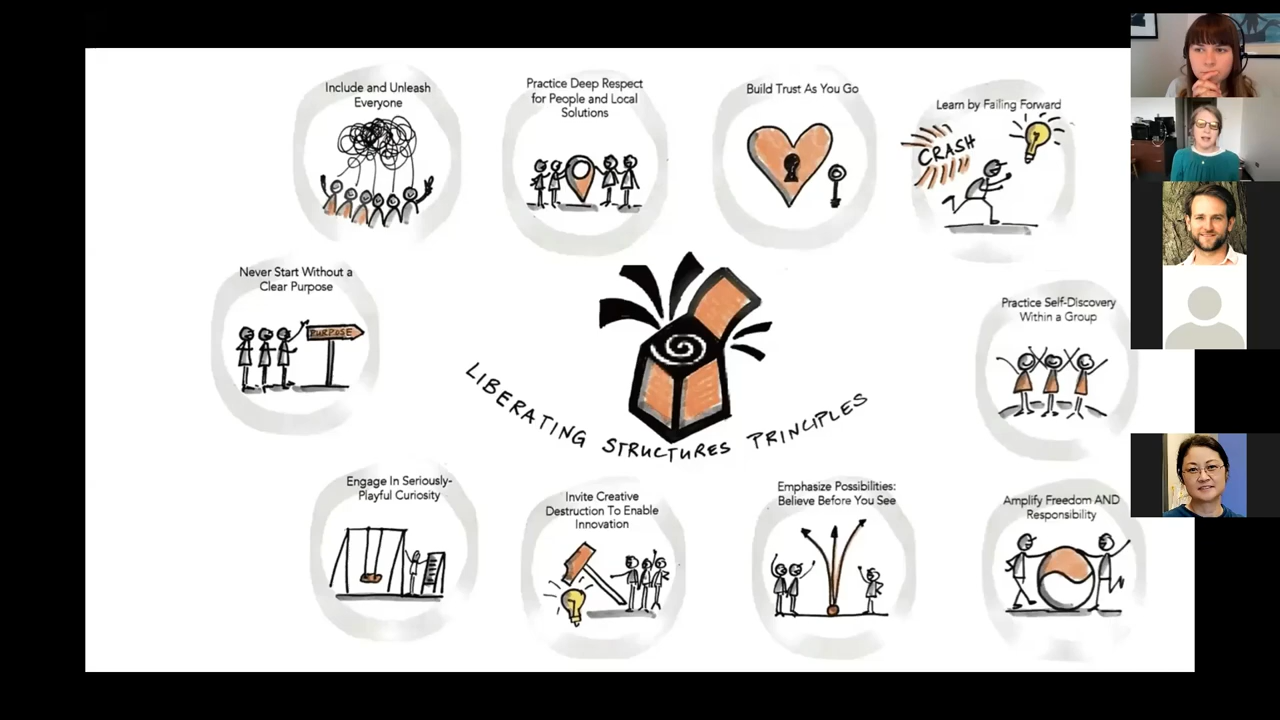 Include and Unleash
Everyone
Practice Deep Respect
for People and Local
Solutions
Build Trust As You Go
Learn by Failing Forward
CRASH
Never Start Without a
Clear Purpose
PURPOSE
Practice Self-Discovery
Within a Group
LIBERATING STRUCTURES PRINCIPLES
Engage In Seriously-
Playful Curiosity
Invite Creative
Destruction To Enable
Innovation
Emphasize Possibilities:
Believe Before You See
Amplify Freedom AND
Responsibility